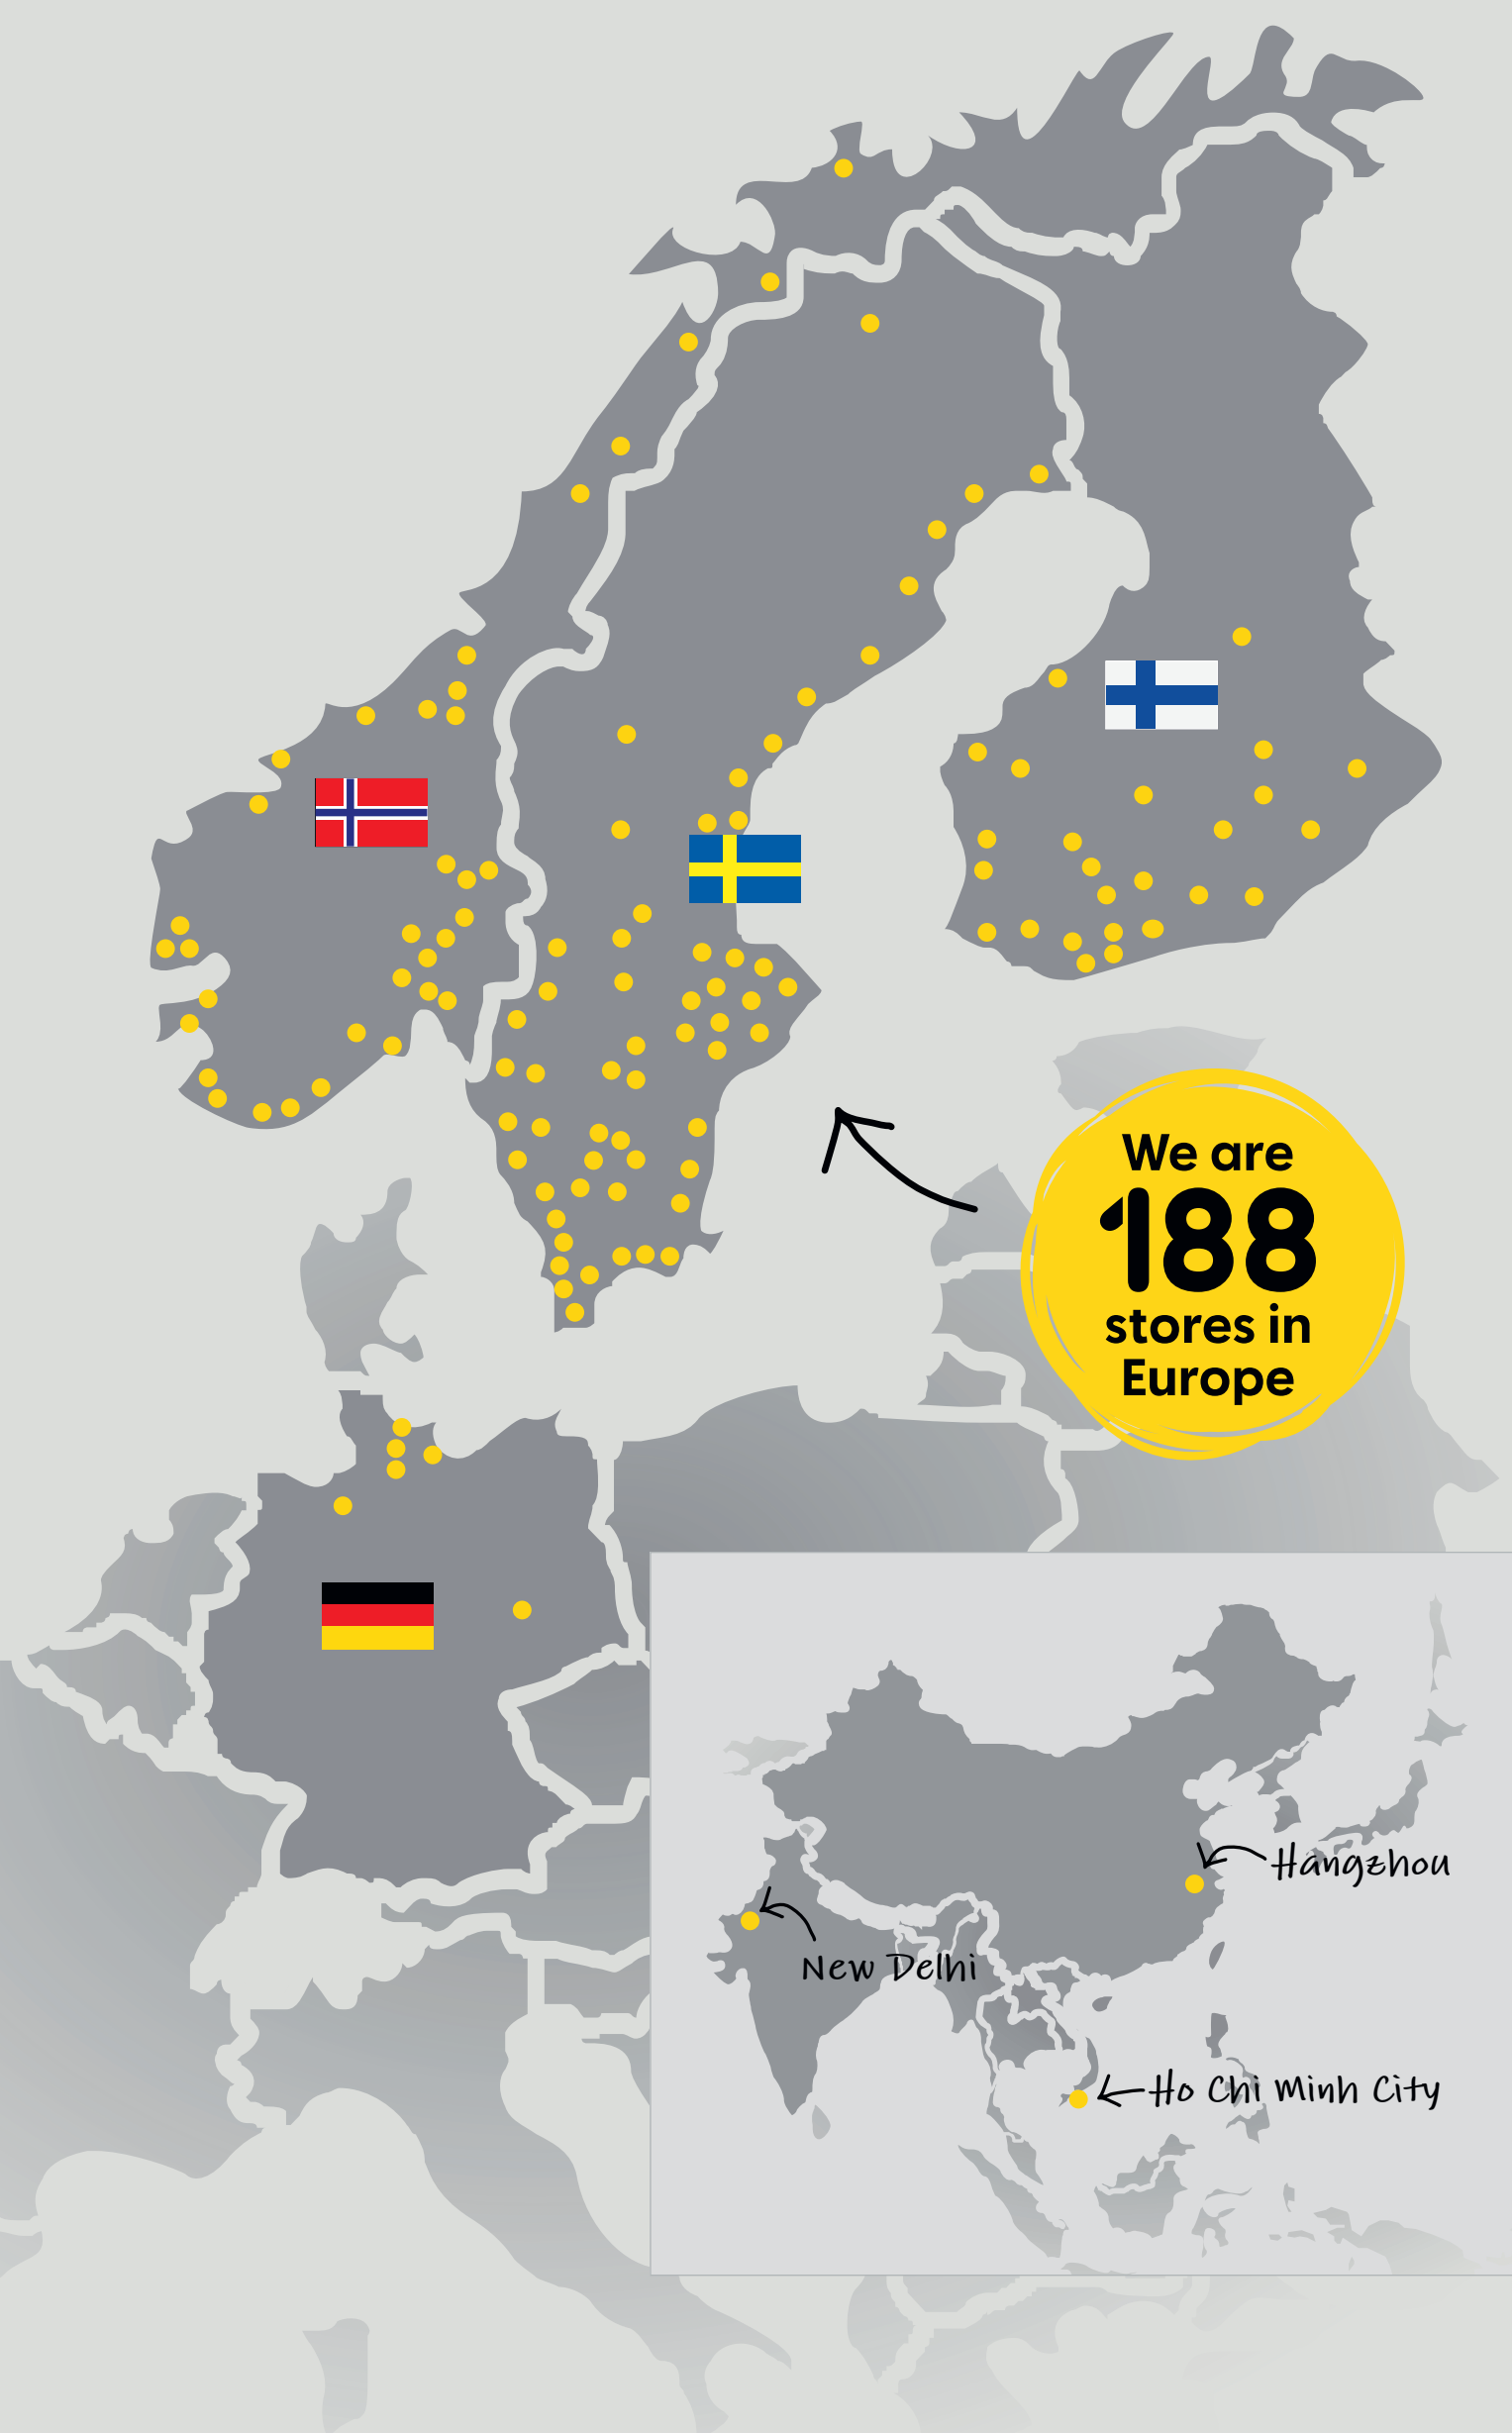 We are
188
stores in
Europe
Hangzhou
New Delhi
Ho Chi Minh City